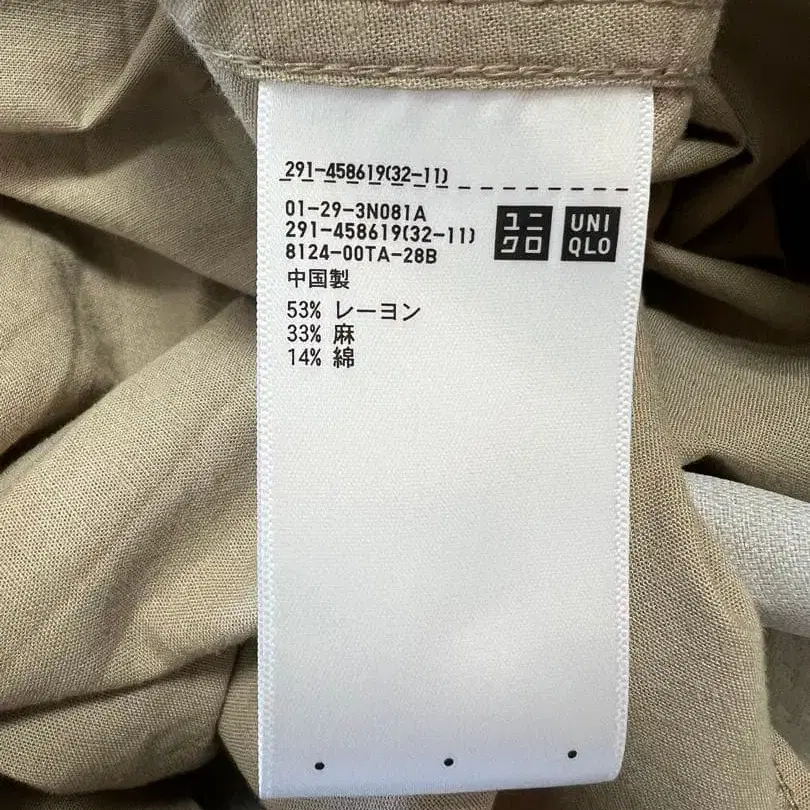 291-458619(32-11)
01-29-3N081A
291-458619(32-11)
8124-00TA-28B
中国製
53% レーヨン
33% 麻
14% 綿
ユニ
クロ
UNI
QLO